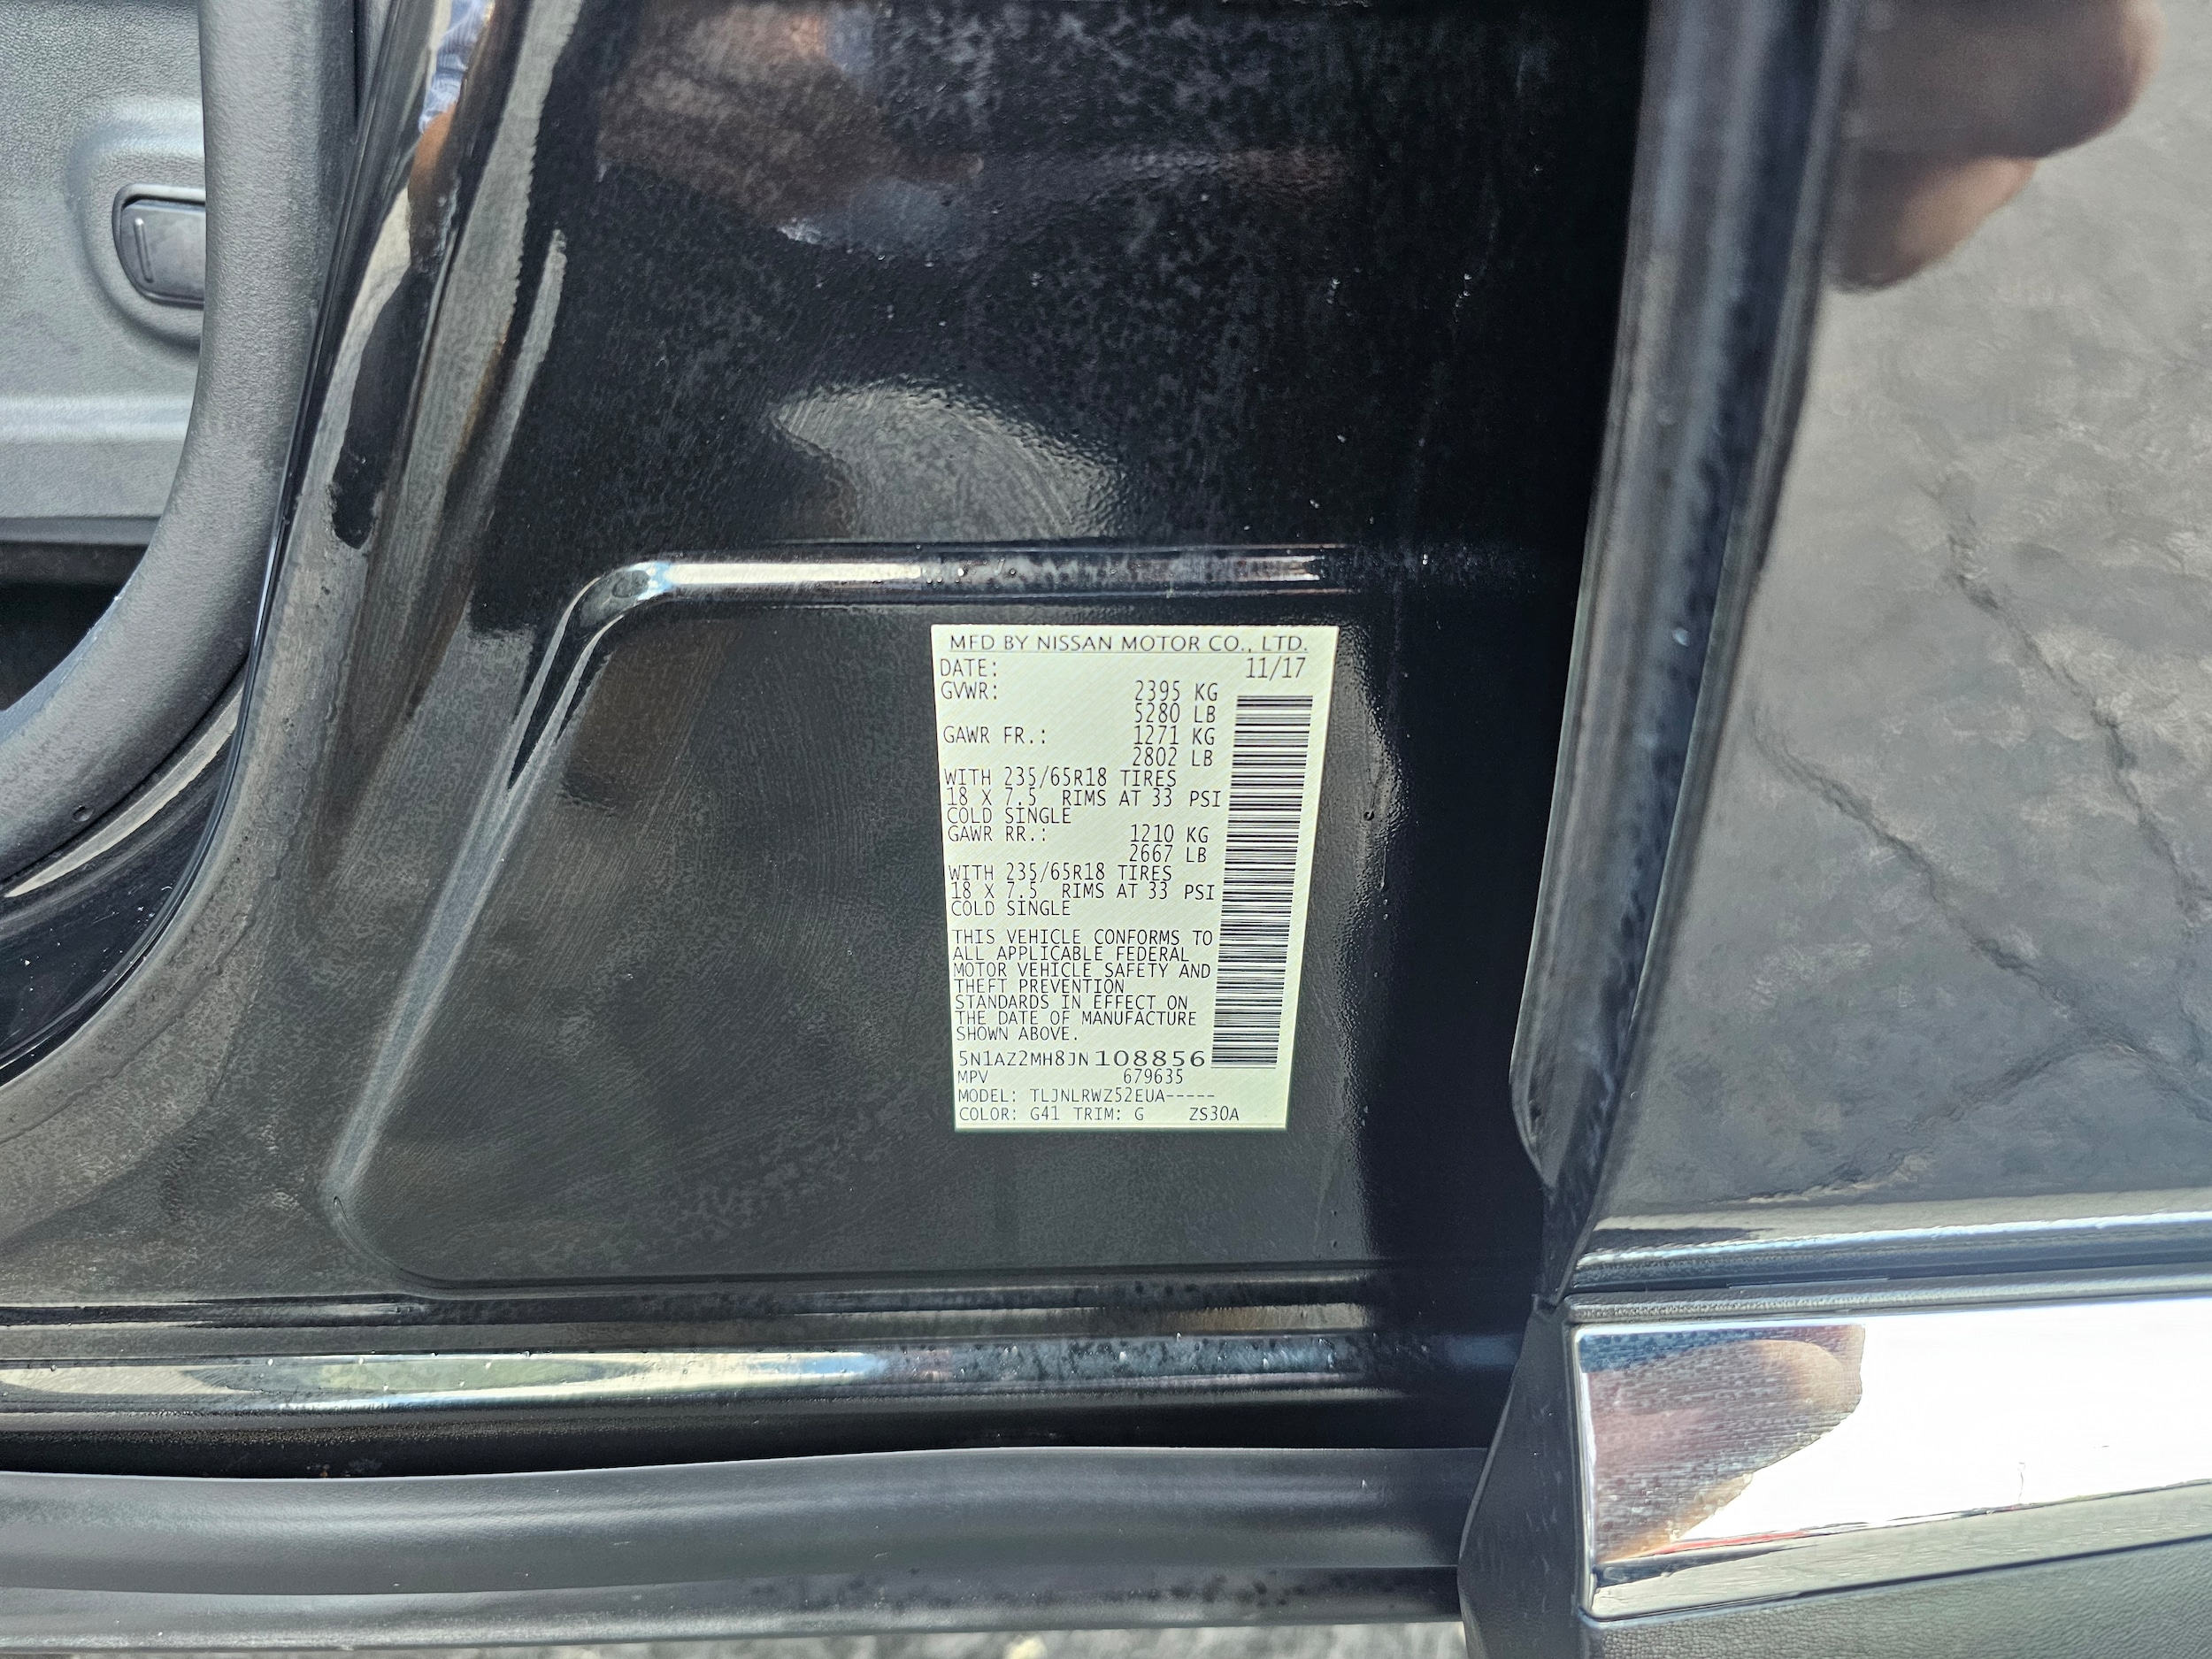 MFD BY NISSAN MOTOR CO., LTD.
DATE: 11/17
GVWR: 2395 KG
5280 LB
GAWR FR.: 1271 KG
2802 LB
WITH 235/65R18 TIRES
18 X 7.5 RIMS AT 33 PSI
COLD SINGLE
GAWR RR.: 1210 KG
2667 LB
WITH 235/65R18 TIRES
18 X 7.5 RIMS AT 33 PSI
COLD SINGLE
THIS VEHICLE CONFORMS TO
ALL APPLICABLE FEDERAL
MOTOR VEHICLE SAFETY AND
THEFT PREVENTION
STANDARDS IN EFFECT ON
THE DATE OF MANUFACTURE
SHOWN ABOVE.
5N1AZ2MH8JN108856
MPV 679635
MODEL: TLJNLRWZ52EUA-----
COLOR: G41 TRIM: G ZS30A